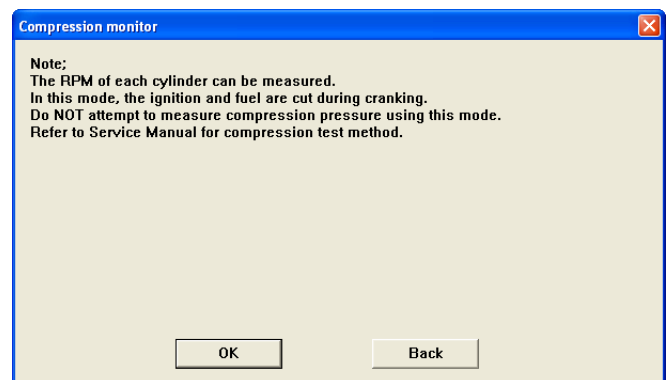 Compression monitor
Note;
The RPM of each cylinder can be measured.
In this mode, the ignition and fuel are cut during cranking.
Do NOT attempt to measure compression pressure using this mode.
Refer to Service Manual for compression test method.
OK Back